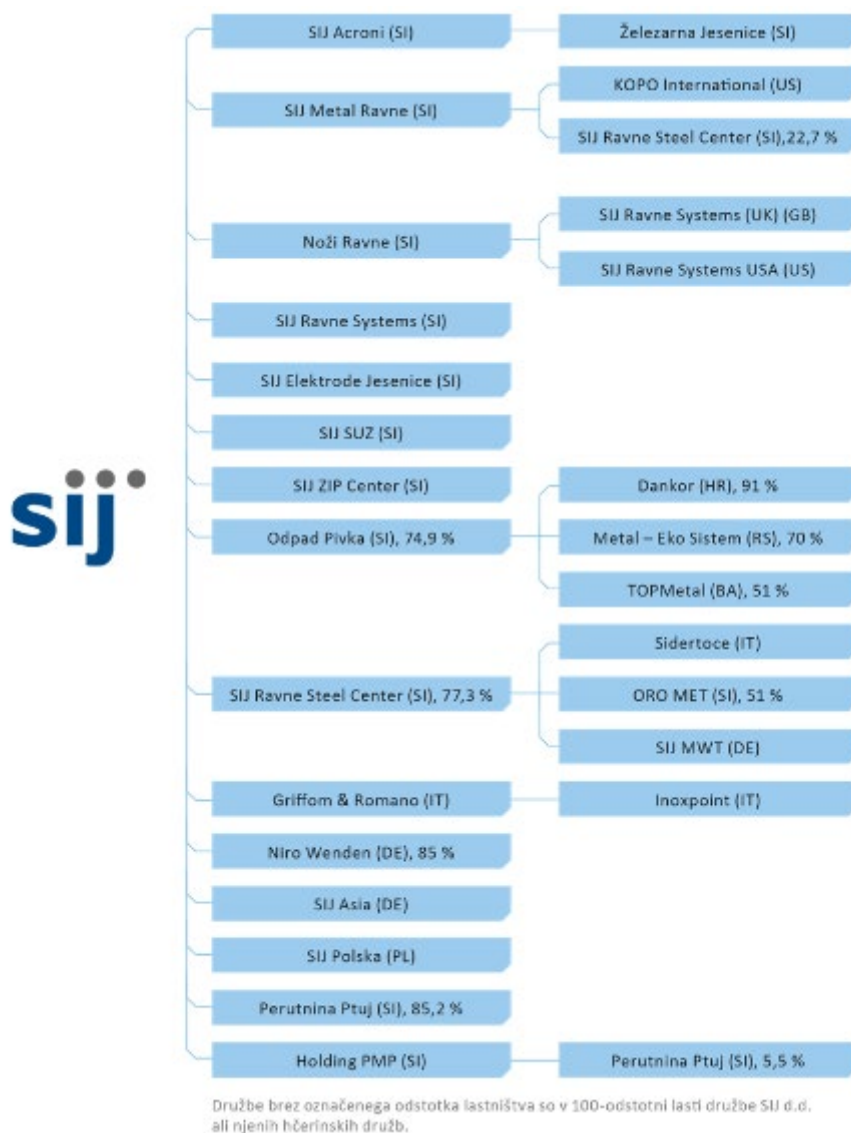 SIJ Acroni (SI)
Železarna Jesenice (SI)
SIJ Metal Ravne (SI)
KOPO International (US)
SIJ Ravne Steel Center (SI),22,7 %
Noži Ravne (SI)
SIJ Ravne Systems (UK) (GB)
SIJ Ravne Systems USA (US)
SIJ Ravne Systems (SI)
SIJ Elektrode Jesenice (SI)
SIJ SUZ (SI)
sij
SIJ ZIP Center (SI)
Odpad Pivka (SI), 74,9 %
Dankor (HR), 91 %
Metal – Eko Sistem (RS), 70 %
TOPMetal (BA), 51 %
SIJ Ravne Steel Center (SI), 77,3 %
Sidertoce (IT)
ORO MET (SI), 51 %
SIJ MWT (DE)
Griffom & Romano (IT)
Inoxpoint (IT)
Niro Wenden (DE), 85 %
SIJ Asia (DE)
SIJ Polska (PL)
Perutnina Ptuj (SI), 85,2 %
Holding PMP (SI)
Perutnina Ptuj (SI), 5,5 %
Družbe brez označenega odstotka lastništva so v 100-odstotni lasti družbe SIJ d.d.
ali njenih hčerinskih družb.